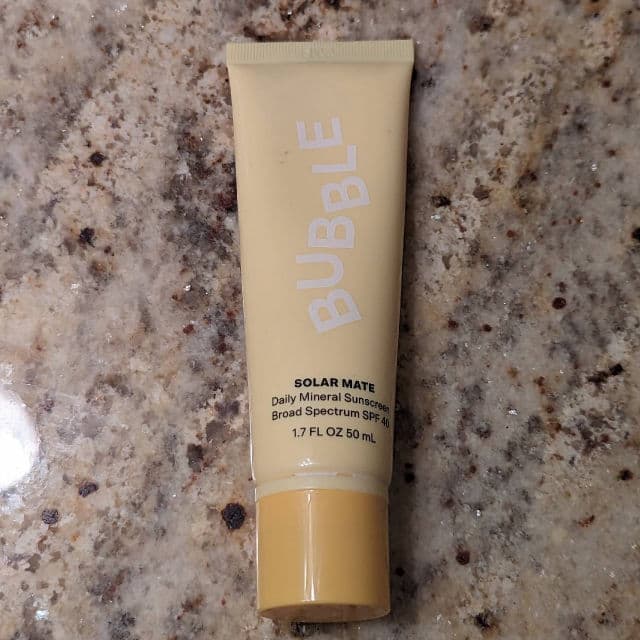 BUBBLE
SOLAR MATE
Daily Mineral Sunscreen
Broad Spectrum SPF 40
1.7 FL OZ 50 mL